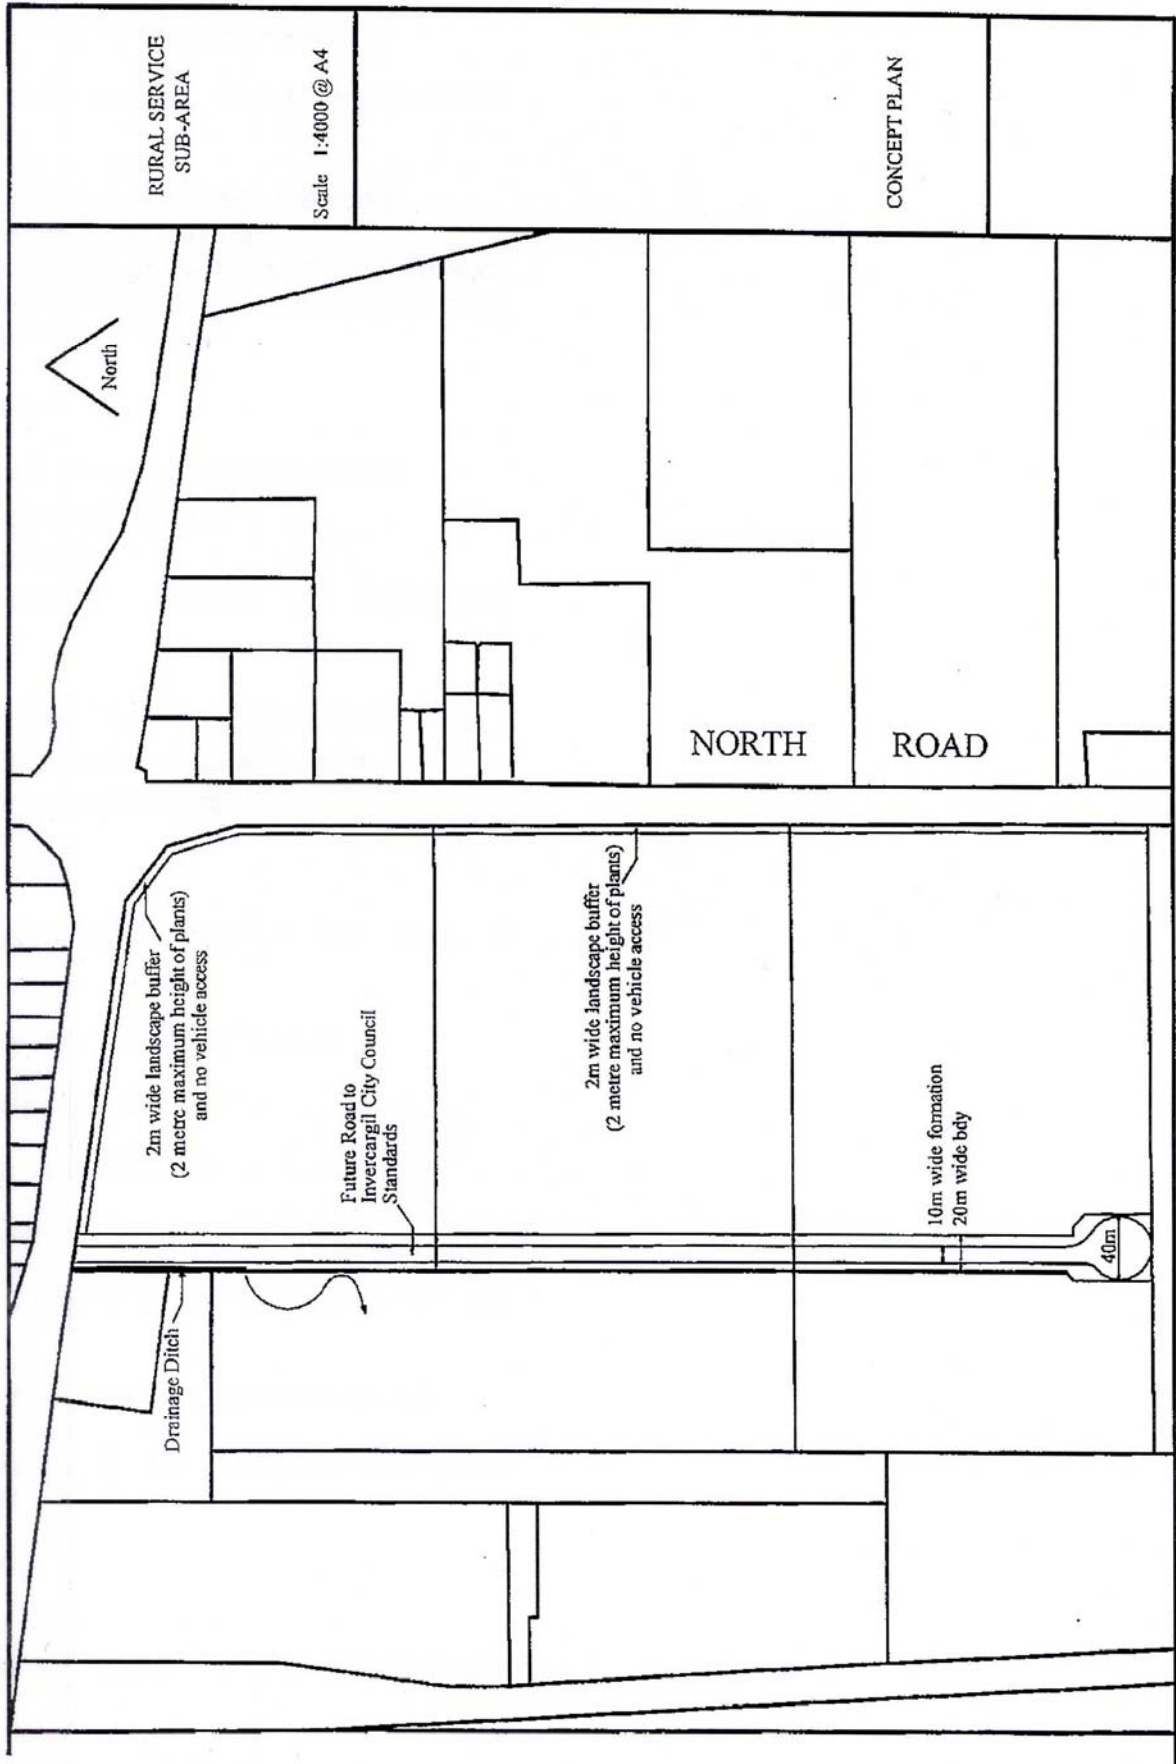 RURAL SERVICE
SUB-AREA
Scale 1:4000 @ A4
CONCEPT PLAN
North
NORTH ROAD
2m wide landscape buffer
(2 metre maximum height of plants)
and no vehicle access
2m wide landscape buffer
(2 metre maximum height of plants)
and no vehicle access
Future Road to
Invercargil City Council
Standards
10m wide formation
20m wide bdy
40m
Drainage Ditch